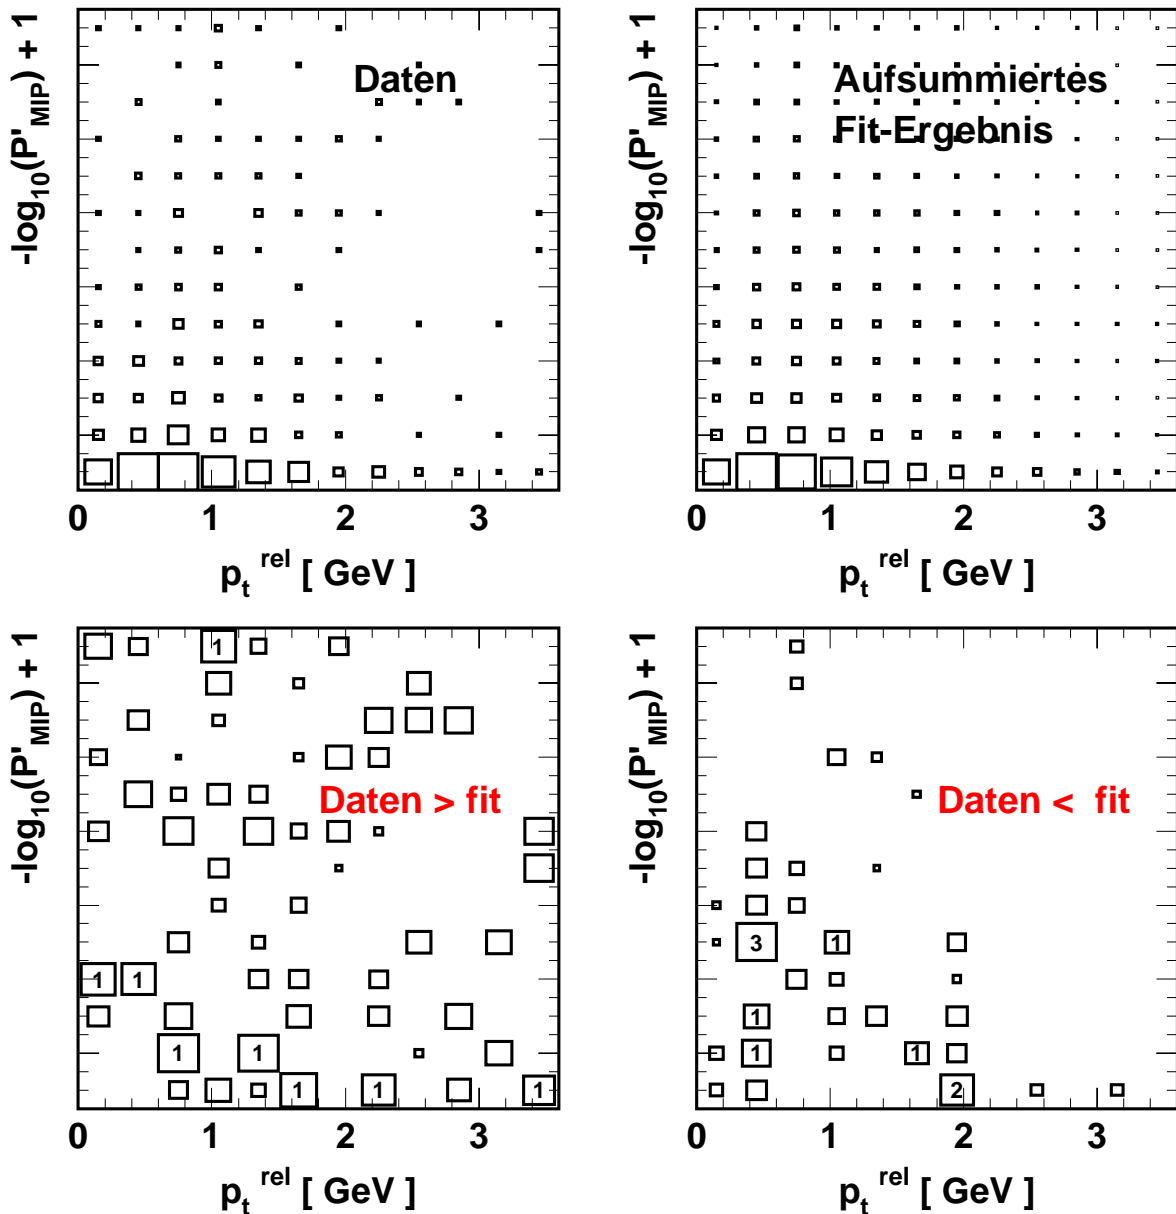 -log10(P'MIP) + 1
Daten
0 1 2 3
pt rel [ GeV ]
-log10(P'MIP) + 1
Aufsummiertes
Fit-Ergebnis
0 1 2 3
pt rel [ GeV ]
-log10(P'MIP) + 1
1
Daten > fit
1 1
1 1
1 1 1
0 1 2 3
pt rel [ GeV ]
-log10(P'MIP) + 1
Daten < fit
3 1
1
1 1
2
0 1 2 3
pt rel [ GeV ]